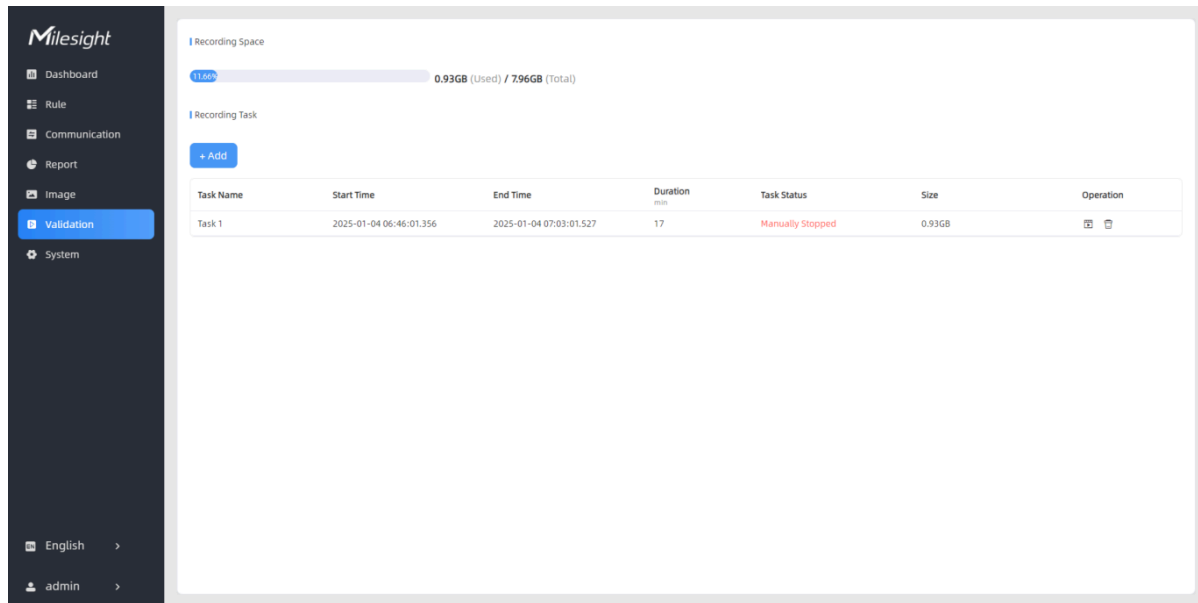 Milesight
Dashboard
Rule
Communication
Report
Image
Validation
System
EN English >
admin >
Recording Space
11.66%
0.93GB (Used) / 7.96GB (Total)
Recording Task
+ Add
Task Name Start Time End Time Duration min Task Status Size Operation
Task 1 2025-01-04 06:46:01.356 2025-01-04 07:03:01.527 17 Manually Stopped 0.93GB